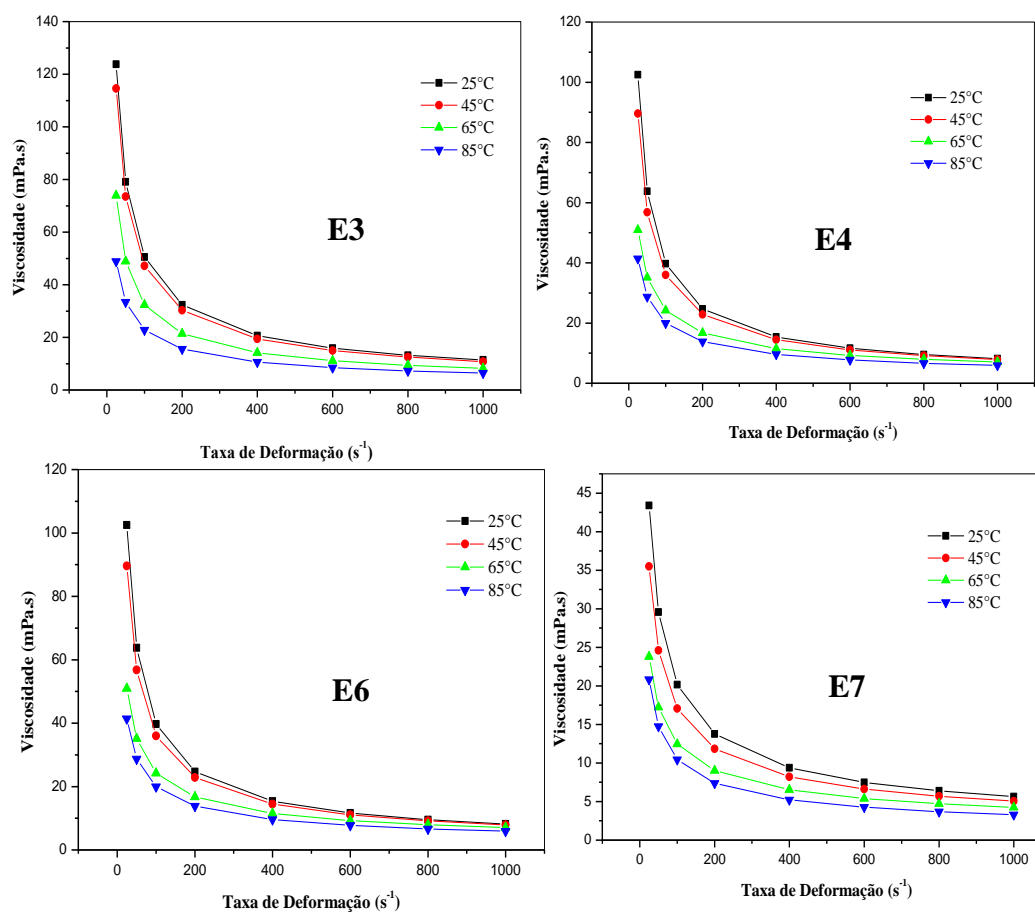 140
120
100
80
60
40
20
0
Viscosidade (mPa.s)
25°C
45°C
65°C
85°C
E3
0 200 400 600 800 1000
Taxa de Deformação (s⁻¹)
120
100
80
60
40
20
0
Viscosidade (mPa.s)
25°C
45°C
65°C
85°C
E4
0 200 400 600 800 1000
Taxa de Deformação (s⁻¹)
120
100
80
60
40
20
0
Viscosidade (mPa.s)
25°C
45°C
65°C
85°C
E6
0 200 400 600 800 1000
Taxa de Deformação (s⁻¹)
45
40
35
30
25
20
15
10
5
0
Viscosidade (mPa.s)
25°C
45°C
65°C
85°C
E7
0 200 400 600 800 1000
Taxa de Deformação (s⁻¹)